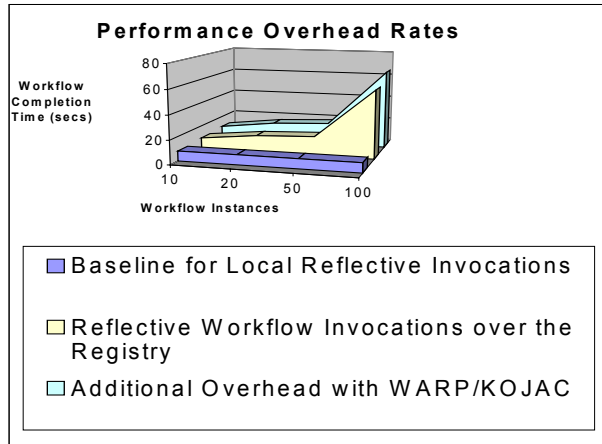 Performance Overhead Rates
Workflow
Completion
Time (secs)
80
60
40
20
0
10
20
50
100
Workflow Instances
Baseline for Local Reflective Invocations
Reflective Workflow Invocations over the
Registry
Additional Overhead with WARP/KOJAC